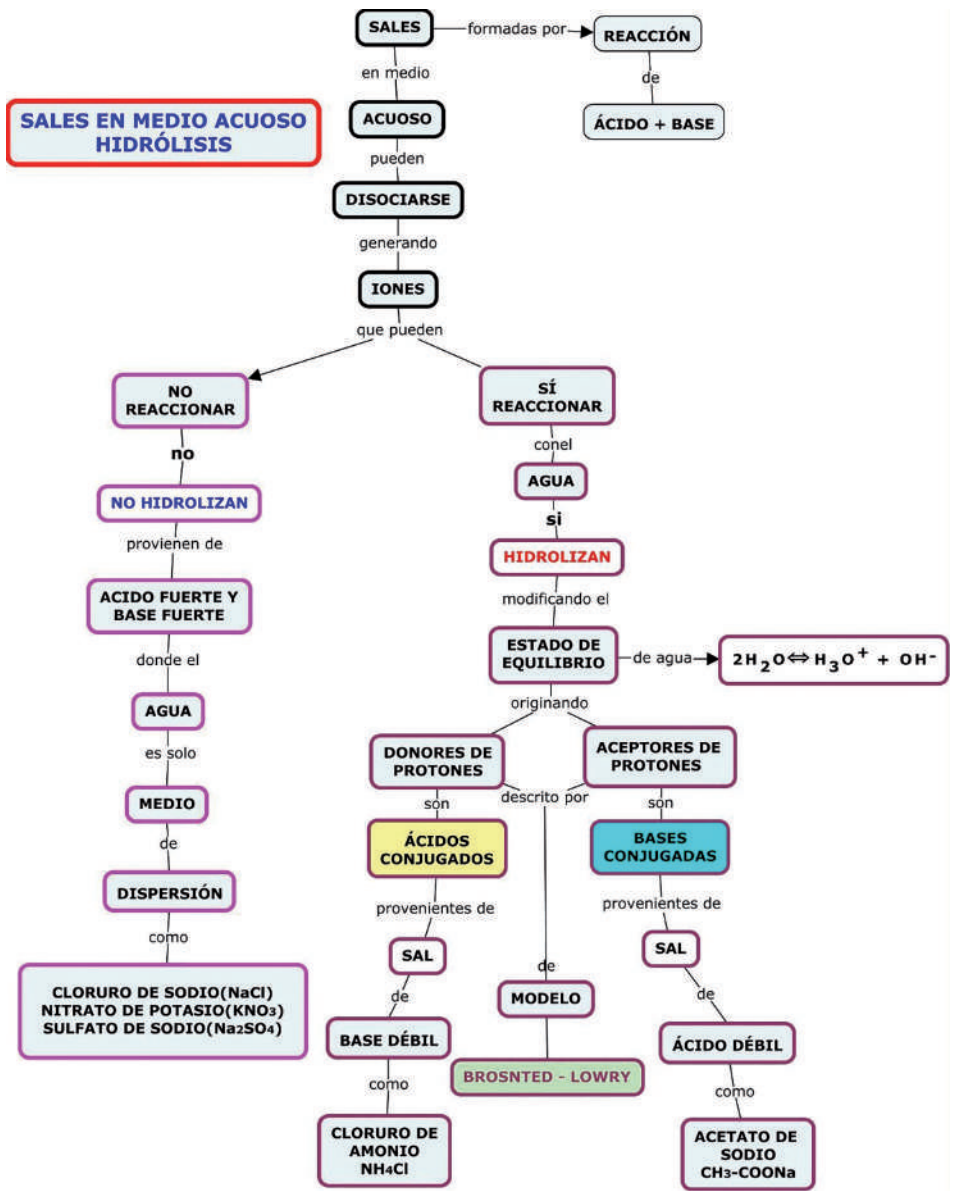 SALES
formadas por
REACCIÓN
de
ÁCIDO + BASE
en medio
SALES EN MEDIO ACUOSO
HIDRÓLISIS
ACUOSO
pueden
DISOCIARSE
generando
IONES
que pueden
NO
REACCIONAR
no
NO HIDROLIZAN
provienen de
ACIDO FUERTE Y
BASE FUERTE
donde el
AGUA
es solo
MEDIO
de
DISPERSIÓN
como
CLORURO DE SODIO(NaCl)
NITRATO DE POTASIO(KNO₃)
SULFATO DE SODIO(Na₂SO₄)
SÍ
REACCIONAR
conel
AGUA
si
HIDROLIZAN
modificando el
ESTADO DE
EQUILIBRIO
de agua
2H₂O⇔H₃O⁺ + OH⁻
originando
DONORES DE
PROTONES
son
ÁCIDOS
CONJUGADOS
provenientes de
SAL
de
BASE DÉBIL
como
CLORURO DE
AMONIO
NH₄Cl
descrito por
de
MODELO
BROSNTED - LOWRY
ACEPTORES DE
PROTONES
son
BASES
CONJUGADAS
provenientes de
SAL
de
ÁCIDO DÉBIL
como
ACETATO DE
SODIO
CH₃-COONa